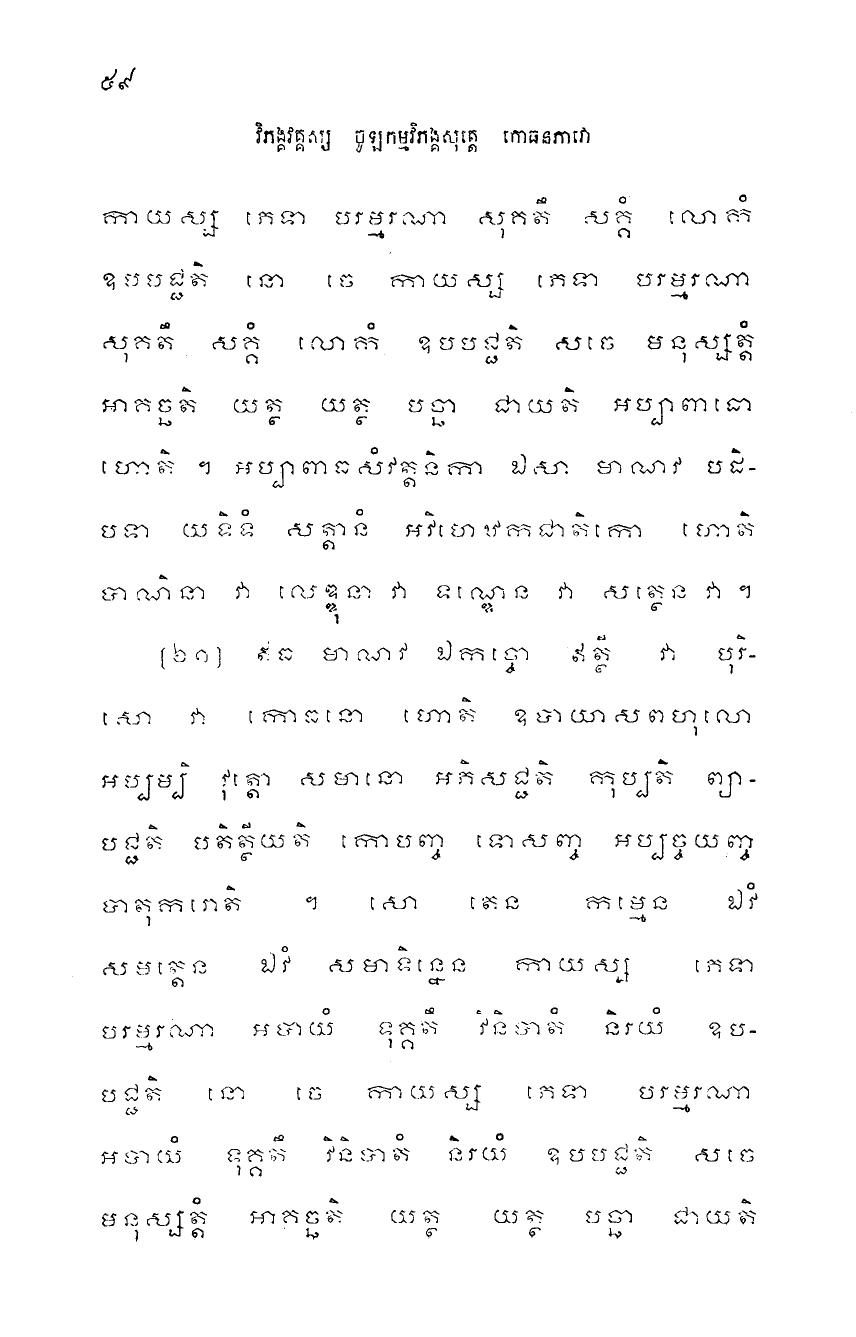 ៥៩
វិភង្គវគ្គស្ស ចូឡកម្មវិភង្គសុត្តេ កោធនភាវោ
កាយស្ស ភេទា បរម្មរណា សុគតឹ សគ្គំ លោកំ
ឧបបជ្ជតិ នោ ចេ កាយស្ស ភេទា បរម្មរណា
សុគតឹ សគ្គំ លោកំ ឧបបជ្ជតិ សចេ មនុស្សត្តំ
អាគច្ឆតិ យត្ថ យត្ថ បច្ឆា ជាយតិ អប្បាពាធោ
ហោតិ ។ អប្បាពាធសំវត្តនិកា ឯសា មាណវ បដិ-
បទា យទិទំ សត្តានំ អវិហេឋកជាតិកោ ហោតិ
បាណិនា វា លេឌ្ឌុនា វា ទណ្ឌេន វា សត្ថេន វា ។
[២១] ឥធ មាណវ ឯកច្ចោ ឥត្ថី វា បុរិ-
សោ វា កោធនោ ហោតិ ឧបាយាសពហុលោ
អប្បម្បិ វុត្តោ សមានោ អភិសជ្ជតិ កុប្បតិ ព្យា-
បជ្ជតិ បតិត្ថីយតិ កោបញ្ច ទោសញ្ច អប្បច្ចយញ្ច
បាតុករោតិ ។ សោ តេន កម្មេន ឯវំ
សមត្តេន ឯវំ សមាទិន្នេន កាយស្ស ភេទា
បរម្មរណា អបាយំ ទុគ្គតឹ វិនិបាតំ និរយំ ឧប-
បជ្ជតិ នោ ចេ កាយស្ស ភេទា បរម្មរណា
អបាយំ ទុគ្គតឹ វិនិបាតំ និរយំ ឧបបជ្ជតិ សចេ
មនុស្សត្តំ អាគច្ឆតិ យត្ថ យត្ថ បច្ឆា ជាយតិ